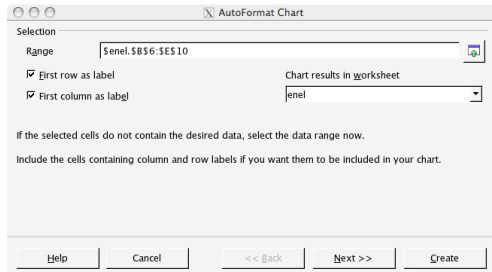 AutoFormat Chart
Selection
Range $enel.$B$6:$E$10
First row as label Chart results in worksheet
First column as label enel
If the selected cells do not contain the desired data, select the data range now.
Include the cells containing column and row labels if you want them to be included in your chart.
Help Cancel << Back Next >> Create